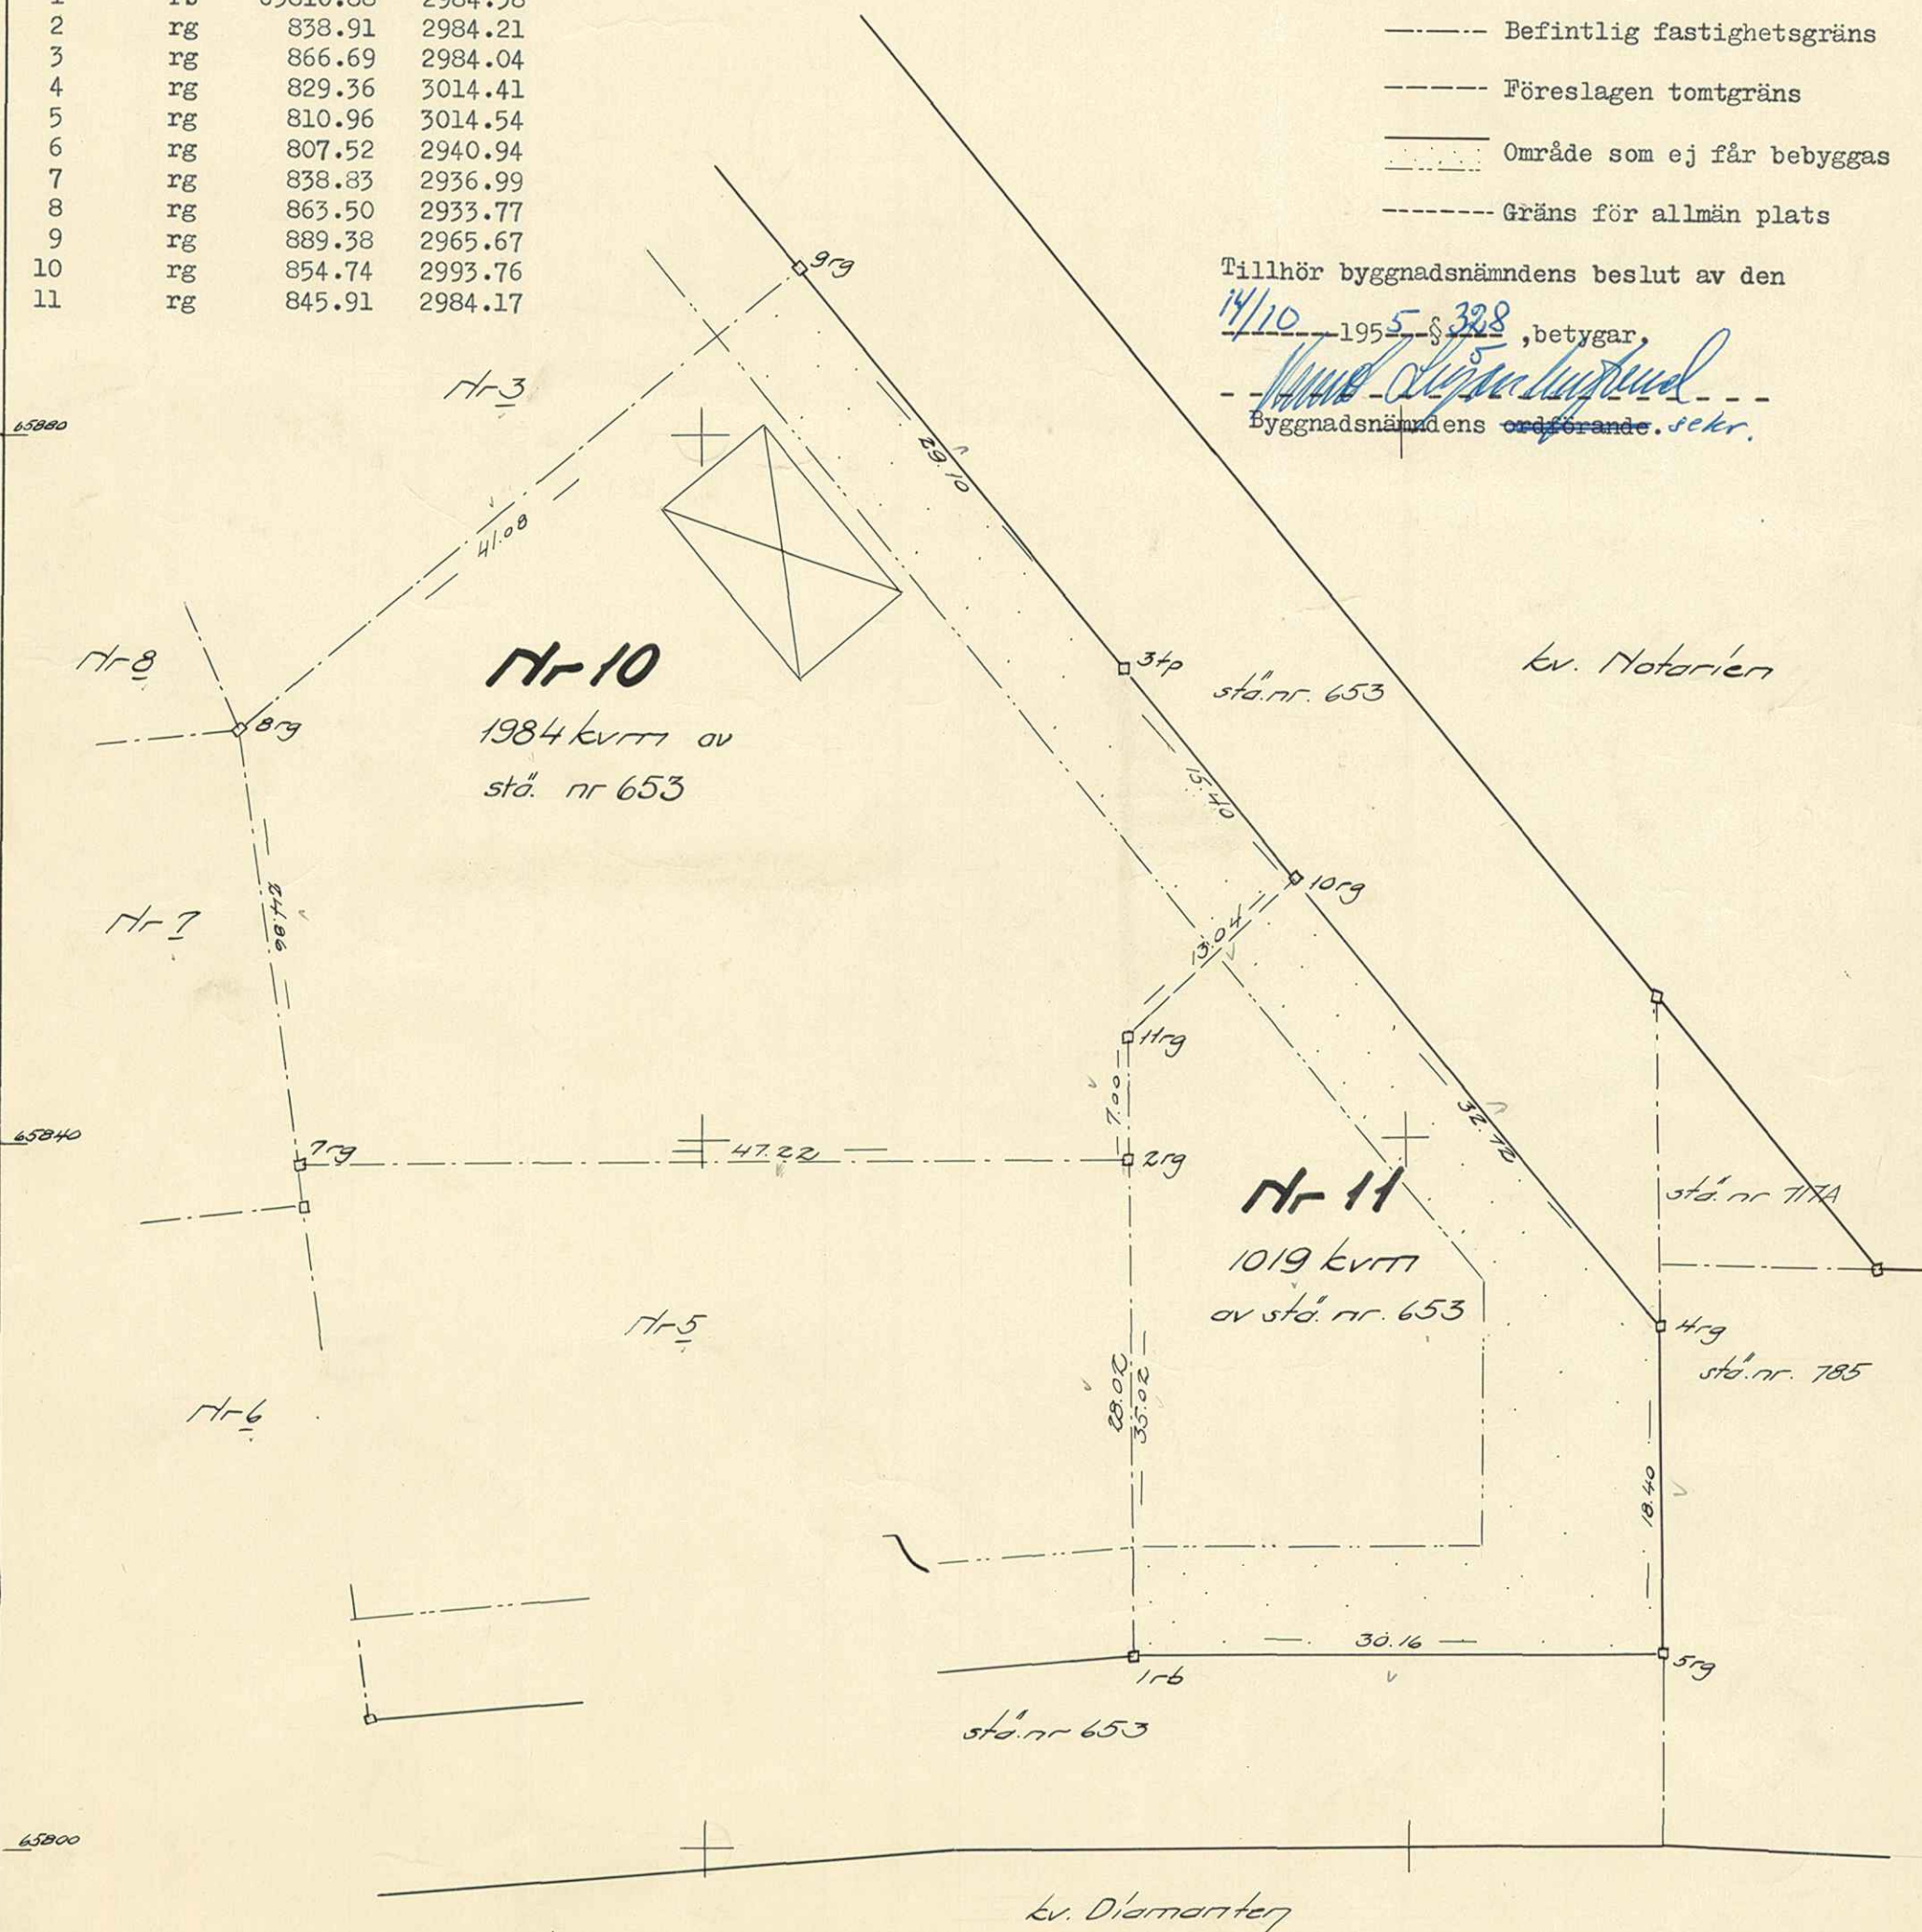 2 rg 838.91 2984.21
3 rg 866.69 2984.04
4 rg 829.36 3014.41
5 rg 810.96 3014.54
6 rg 807.52 2940.94
7 rg 838.83 2936.99
8 rg 863.50 2933.77
9 rg 889.38 2965.67
10 rg 854.74 2993.76
11 rg 845.91 2984.17
Befintlig fastighetsgräns
Föreslagen tomtgräns
Område som ej får bebyggas
Gräns för allmän plats
Tillhör byggnadsnämndens beslut av den
14/10 1955 § 328 ,betygar,
Byggnadsnämndens ordförande. sekr.
9rg
Nr 3
65880
29.10
41.08
Nr 8
Nr 10
3tp
kv. Notarien
stä.nr. 653
8rg
1984 kvm av
stä. nr 653
15.40
10rg
24.86
Nr 7
13.04
11rg
7.00
32.72
65840
7rg
47.22
2rg
Nr 11
stä.nr 717A
1019 kvm
av stä. nr. 653
Nr 5
4rg
stä.nr. 785
28.02
35.02
Nr 6
18.40
30.16
1rb
5rg
stä.nr 653
65800
kv. Diamanten